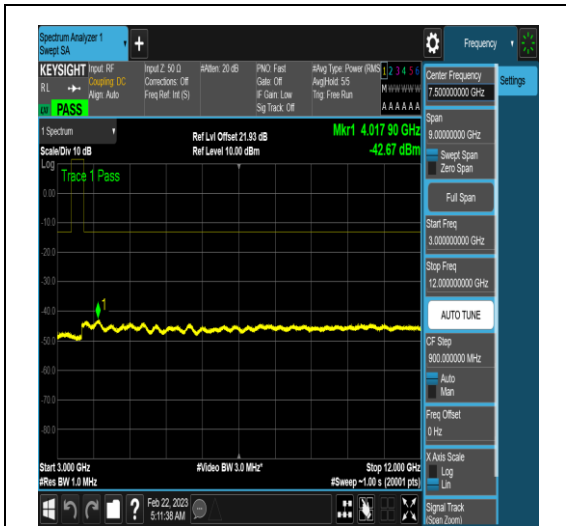 Spectrum Analyzer 1
Swept SA
Frequency
KEYSIGHT
RL
PASS
Input: RF
Coupling: DC
Align: Auto
Input Z: 50 Ω
Corrections: Off
Freq Ref: Int (S)
#Atten: 20 dB
PNO: Fast
Gate: Off
IF Gain: Low
Sig Track: Off
#Avg Type: Power (RMS
Avg|Hold: 5/5
Trig: Free Run
1 2 3 4 5 6
M W W W W W
A A A A A A
1 Spectrum
Scale/Div 10 dB
Ref Lvl Offset 21.93 dB
Ref Level 10.00 dBm
Mkr1 4.017 90 GHz
-42.67 dBm
Log
Trace 1 Pass
0.00
-10.0
-20.0
-30.0
-40.0
-50.0
-60.0
-70.0
-80.0
1
Start 3.000 GHz
#Res BW 1.0 MHz
#Video BW 3.0 MHz*
Stop 12.000 GHz
#Sweep ~1.00 s (20001 pts)
Feb 22, 2023
5:11:38 AM
Center Frequency
7.500000000 GHz
Settings
Span
9.00000000 GHz
Swept Span
Zero Span
Full Span
Start Freq
3.000000000 GHz
Stop Freq
12.000000000 GHz
AUTO TUNE
CF Step
900.000000 MHz
Auto
Man
Freq Offset
0 Hz
X Axis Scale
Log
Lin
Signal Track
(Span Zoom)